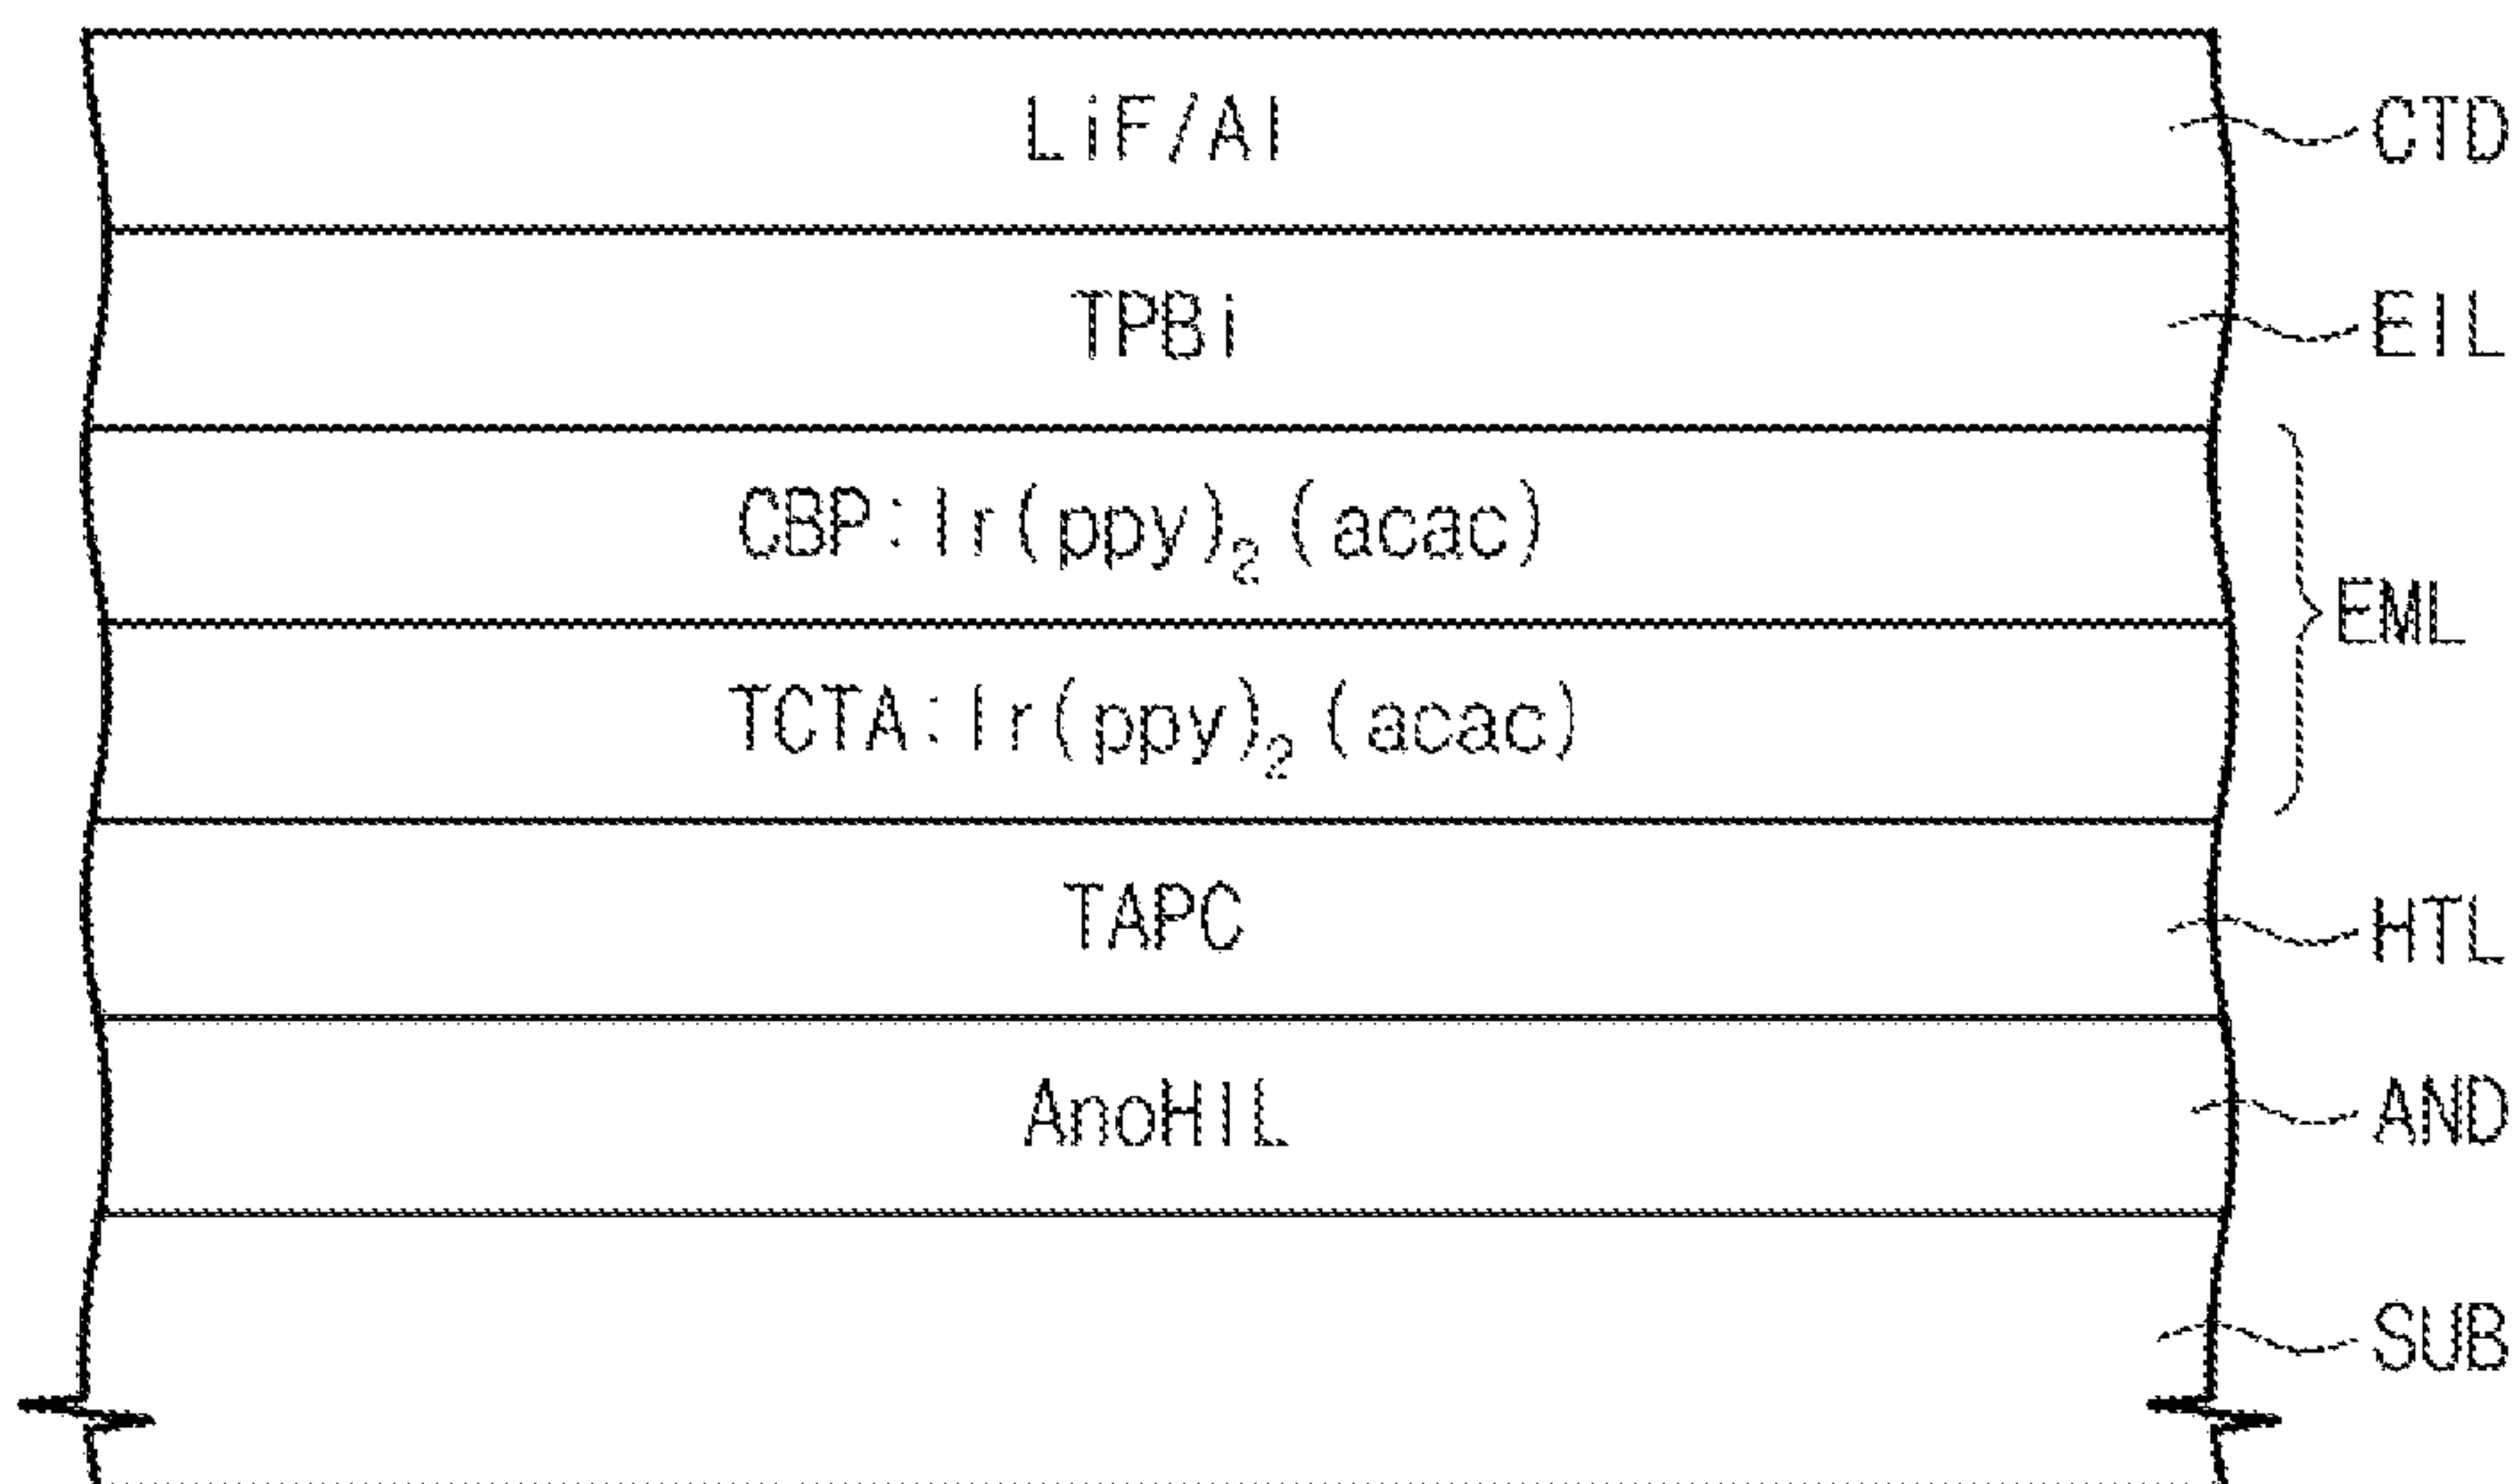 LiF/Al CTD
TPBi EIL
CBP:Ir(ppy)₂(acac)
EML
TCTA:Ir(ppy)₂(acac)
TAPC HTL
AnoHIL AND
SUB